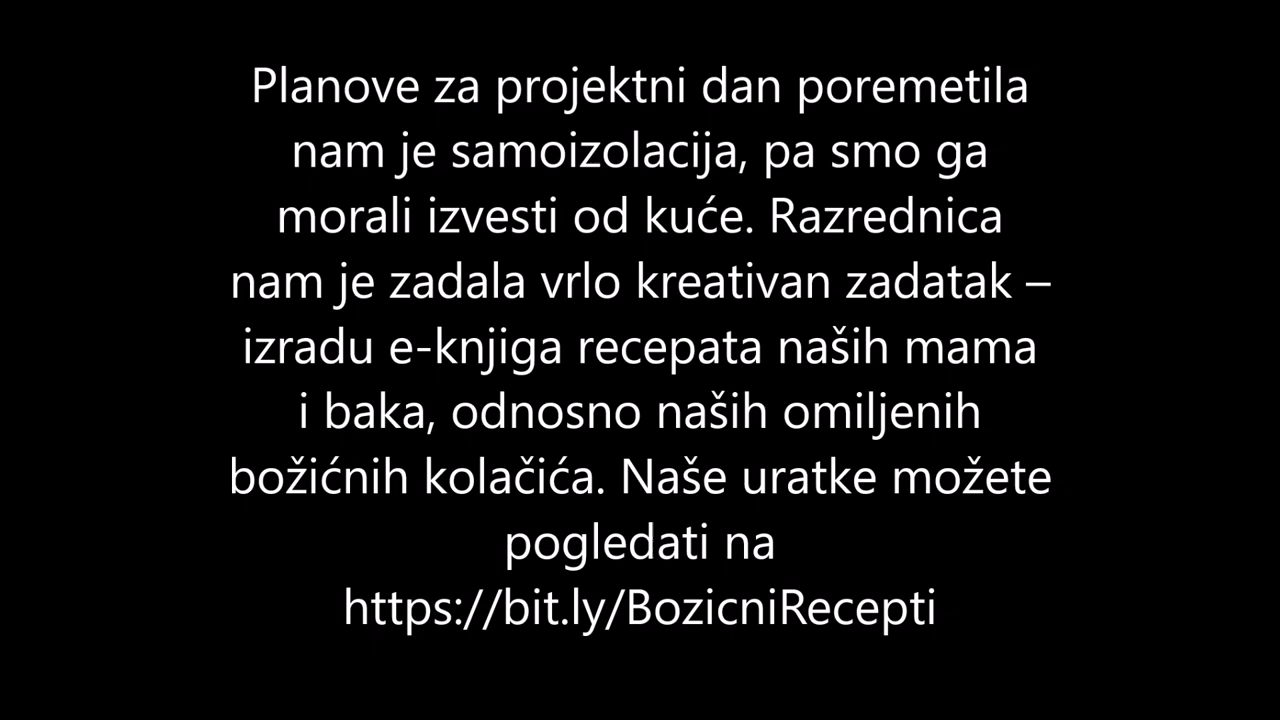 Planove za projektni dan poremetila
nam je samoizolacija, pa smo ga
morali izvesti od kuće. Razrednica
nam je zadala vrlo kreativan zadatak –
izradu e-knjiga recepata naših mama
i baka, odnosno naših omiljenih
božićnih kolačića. Naše uratke možete
pogledati na
https://bit.ly/BozicniRecepti